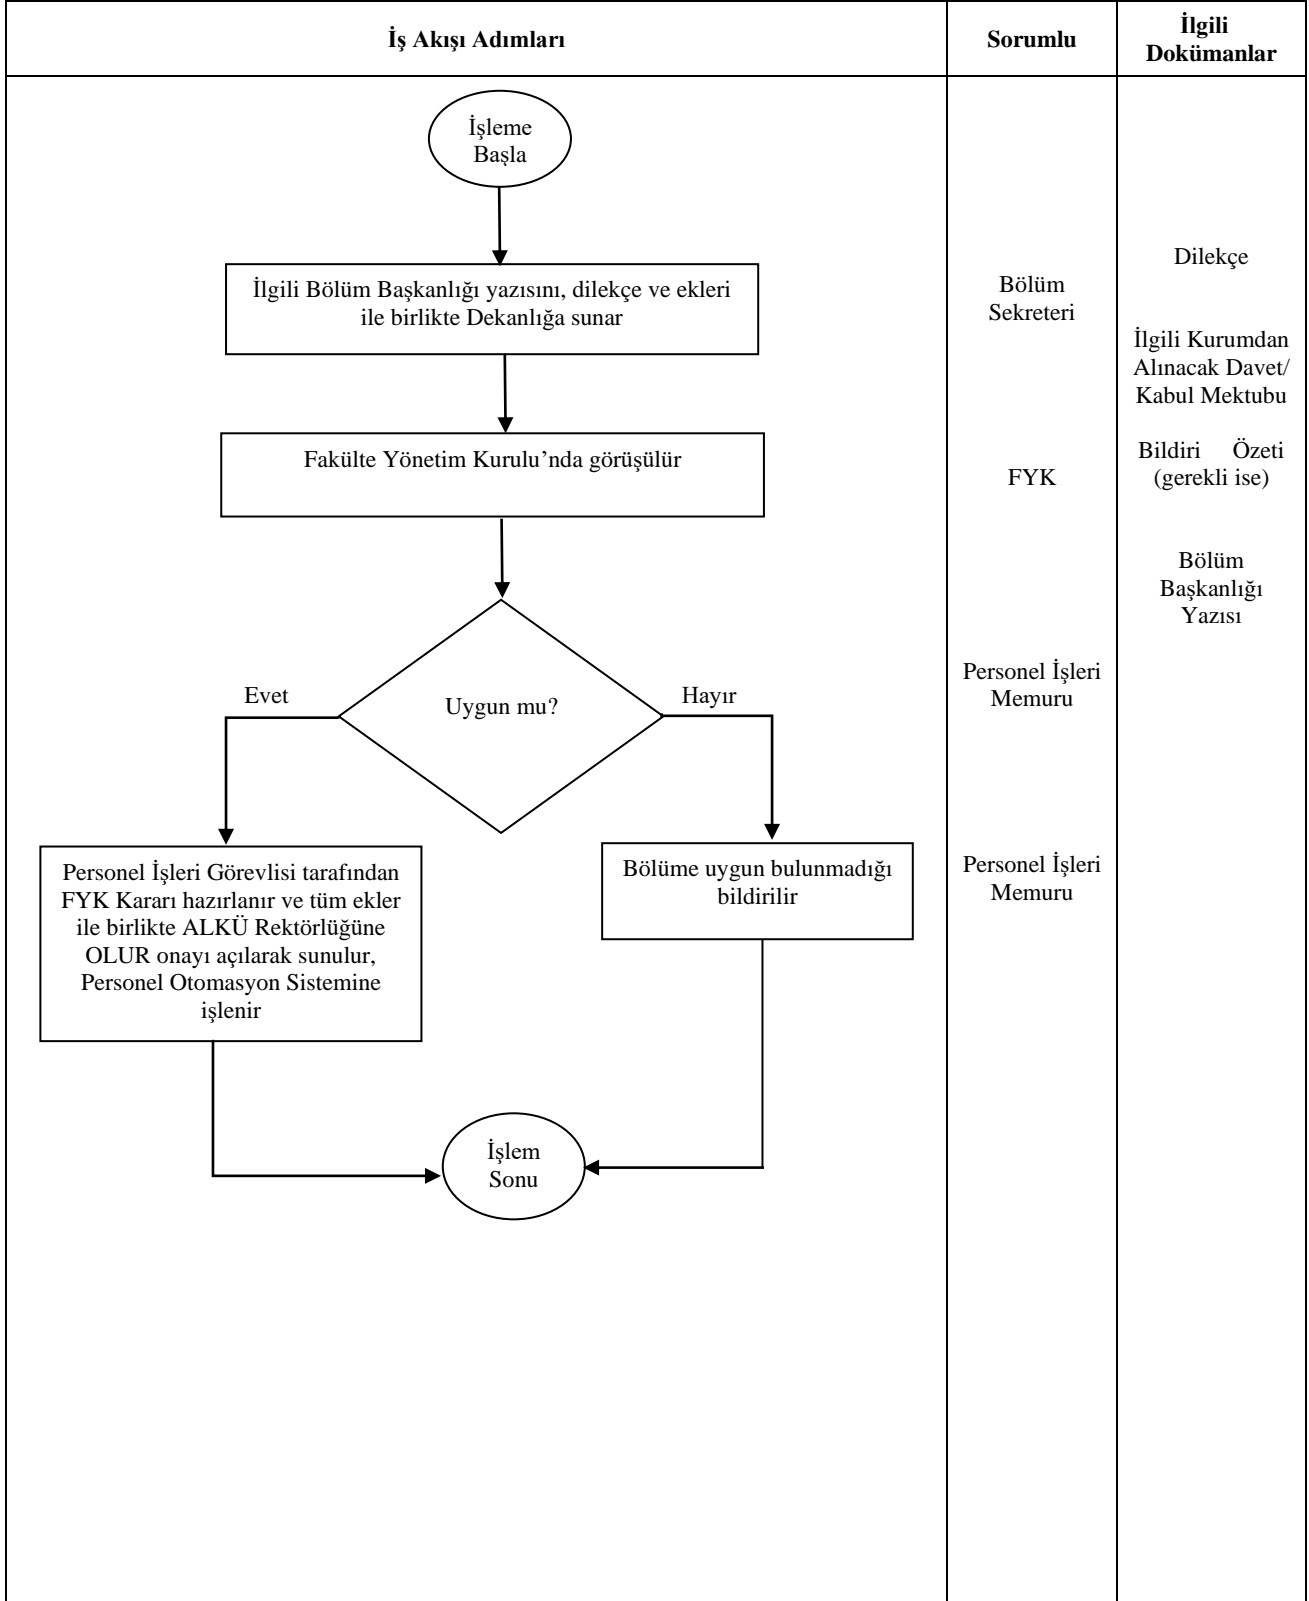 İş Akışı Adımları
Sorumlu
İlgili
Dokümanlar
İşleme
Başla
İlgili Bölüm Başkanlığı yazısını, dilekçe ve ekleri
ile birlikte Dekanlığa sunar
Fakülte Yönetim Kurulu’nda görüşülür
Uygun mu?
Evet
Hayır
Personel İşleri Görevlisi tarafından
FYK Kararı hazırlanır ve tüm ekler
ile birlikte ALKÜ Rektörlüğüne
OLUR onayı açılarak sunulur,
Personel Otomasyon Sistemine
işlenir
Bölüme uygun bulunmadığı
bildirilir
İşlem
Sonu
Bölüm
Sekreteri
FYK
Personel İşleri
Memuru
Personel İşleri
Memuru
Dilekçe
İlgili Kurumdan
Alınacak Davet/
Kabul Mektubu
Bildiri Özeti
(gerekli ise)
Bölüm
Başkanlığı
Yazısı